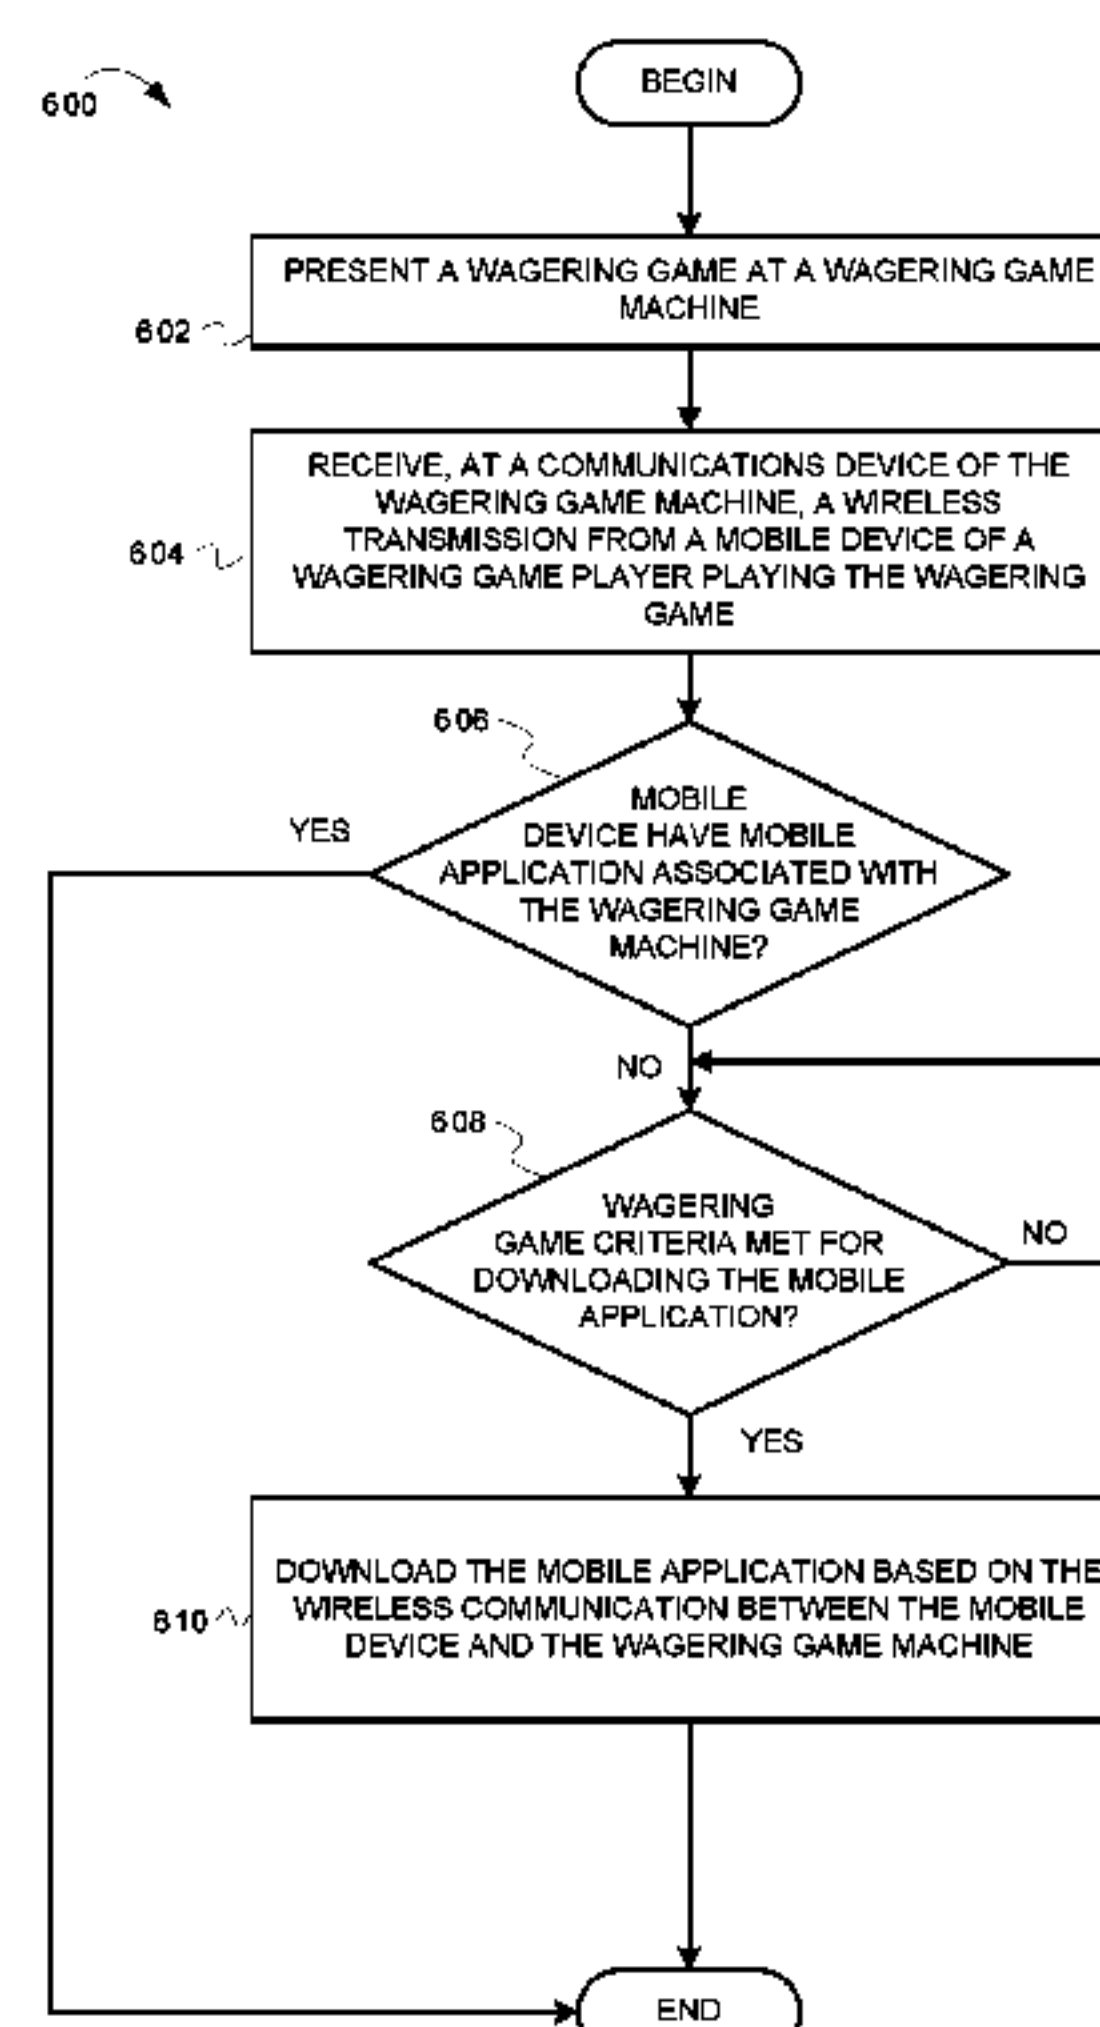 BEGIN
600
PRESENT A WAGERING GAME AT A WAGERING GAME
MACHINE
602
RECEIVE, AT A COMMUNICATIONS DEVICE OF THE
WAGERING GAME MACHINE, A WIRELESS
TRANSMISSION FROM A MOBILE DEVICE OF A
WAGERING GAME PLAYER PLAYING THE WAGERING
GAME
604
606
MOBILE
DEVICE HAVE MOBILE
APPLICATION ASSOCIATED WITH
THE WAGERING GAME
MACHINE?
YES
NO
608
WAGERING
GAME CRITERIA MET FOR
DOWNLOADING THE MOBILE
APPLICATION?
NO
YES
DOWNLOAD THE MOBILE APPLICATION BASED ON THE
WIRELESS COMMUNICATION BETWEEN THE MOBILE
DEVICE AND THE WAGERING GAME MACHINE
610
END